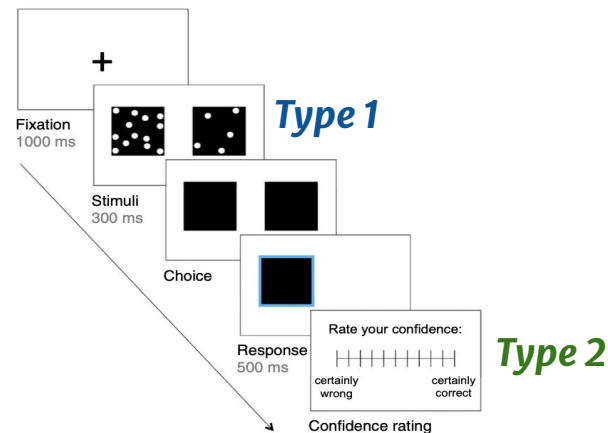 +
Fixation
1000 ms
Type 1
Stimuli
300 ms
Choice
Response
500 ms
Rate your confidence:
certainly
wrong
certainly
correct
Type 2
Confidence rating